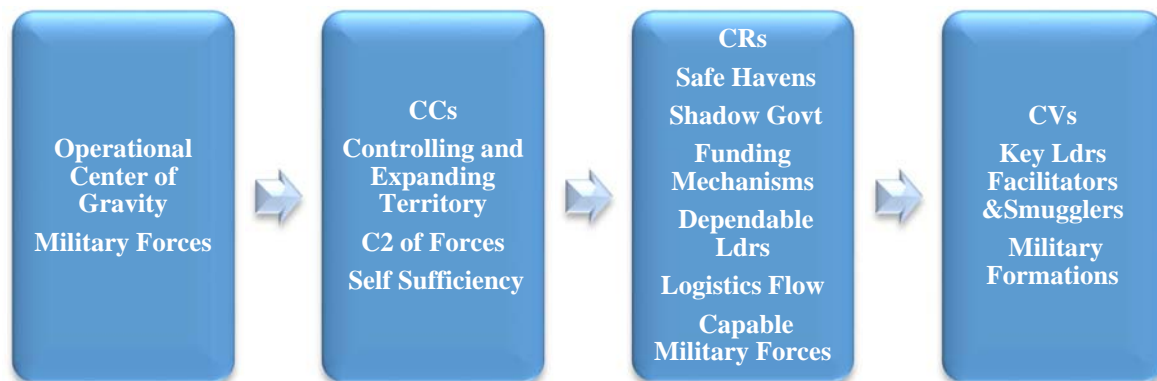 Operational
Center of
Gravity
Military Forces
CCs
Controlling and
Expanding
Territory
C2 of Forces
Self Sufficiency
CRs
Safe Havens
Shadow Govt
Funding
Mechanisms
Dependable
Ldrs
Logistics Flow
Capable
Military Forces
CVs
Key Ldrs
Facilitators
&Smugglers
Military
Formations